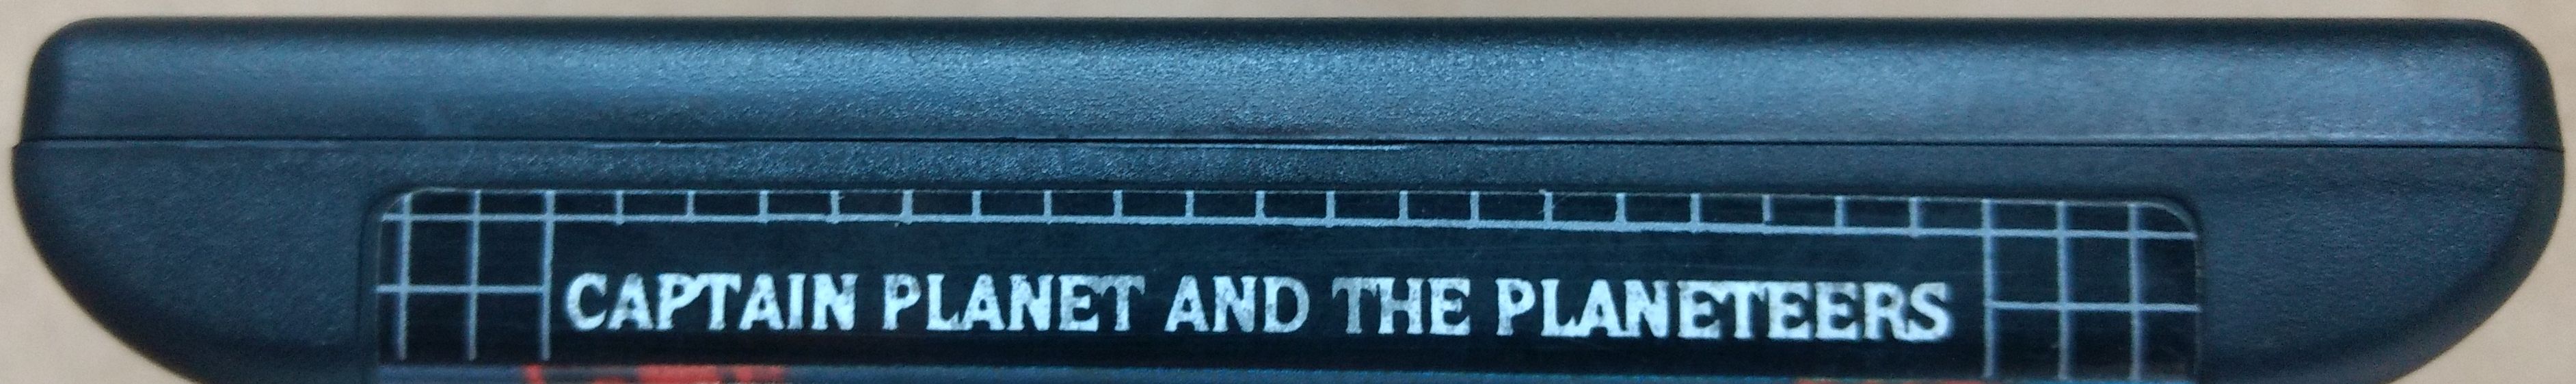 CAPTAIN PLANET AND THE PLANETEERS